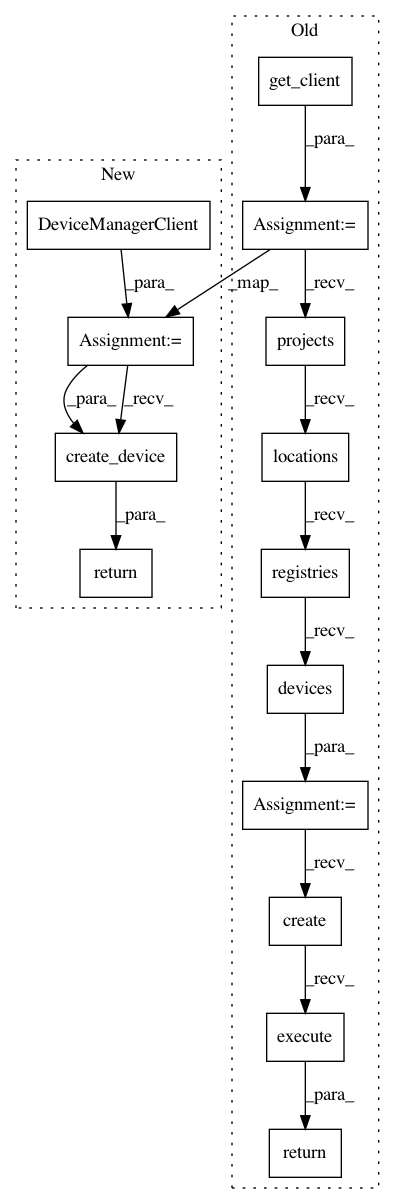 Old
get_client
_para_
New
DeviceManagerClient
Assignment:=
_para_
_map_
_recv_
Assignment:=
projects
_para_
_recv_
_recv_
create_device
locations
_para_
_recv_
return
registries
_recv_
devices
_para_
Assignment:=
_recv_
create
_recv_
execute
_para_
return